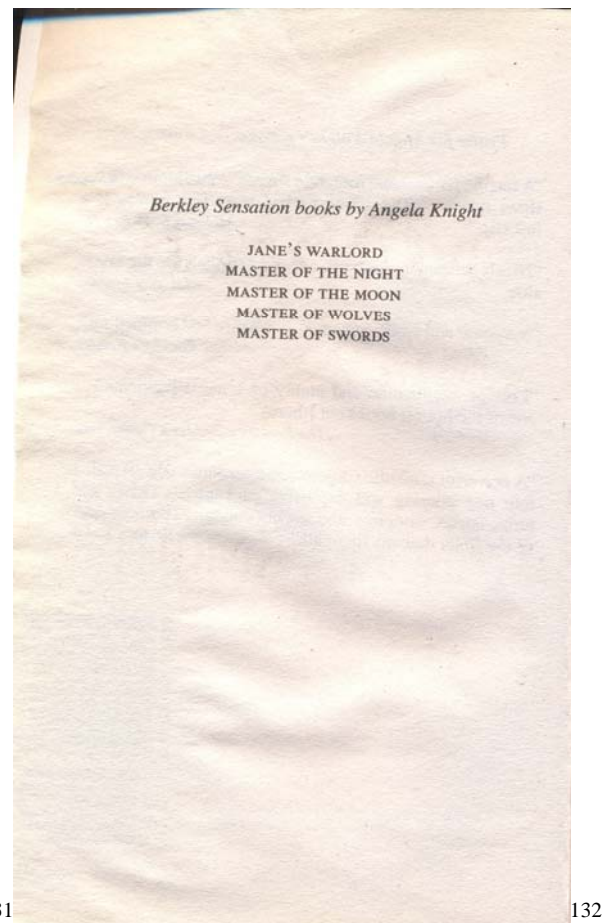 Berkley Sensation books by Angela Knight
JANE'S WARLORD
MASTER OF THE NIGHT
MASTER OF THE MOON
MASTER OF WOLVES
MASTER OF SWORDS
132